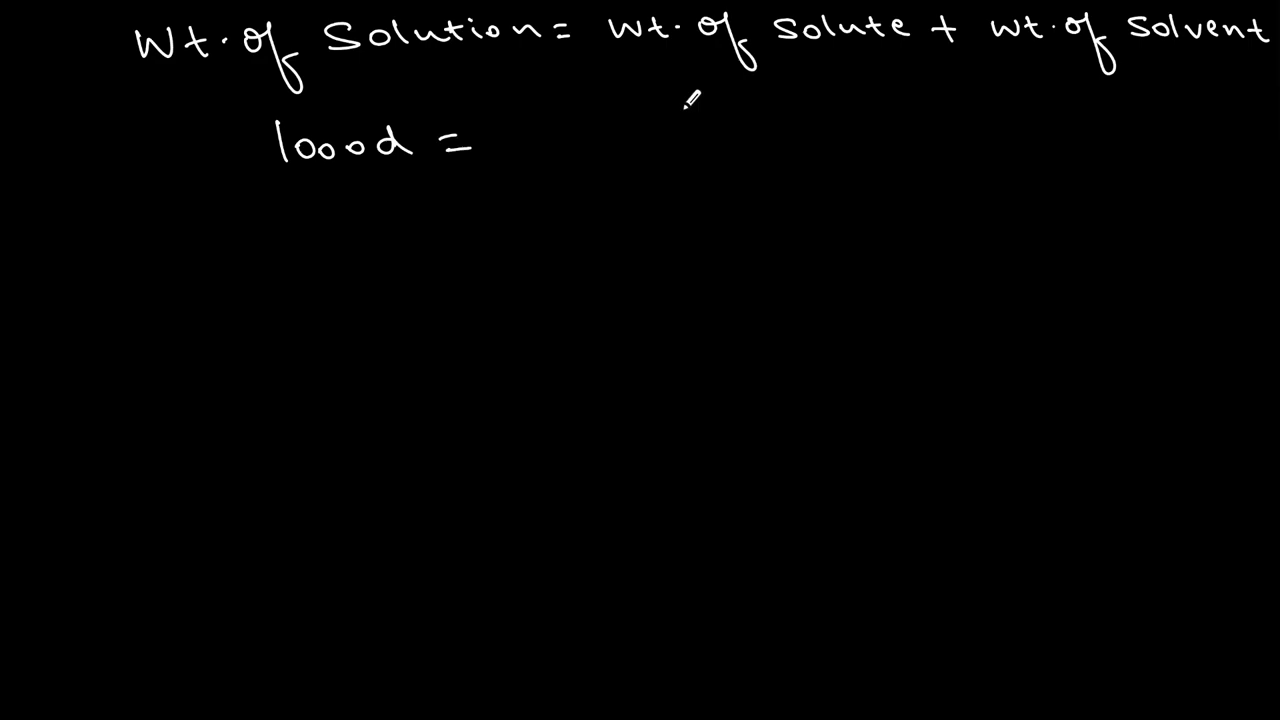 Wt. of Solution = wt. of solute + wt. of solvent
1000d =